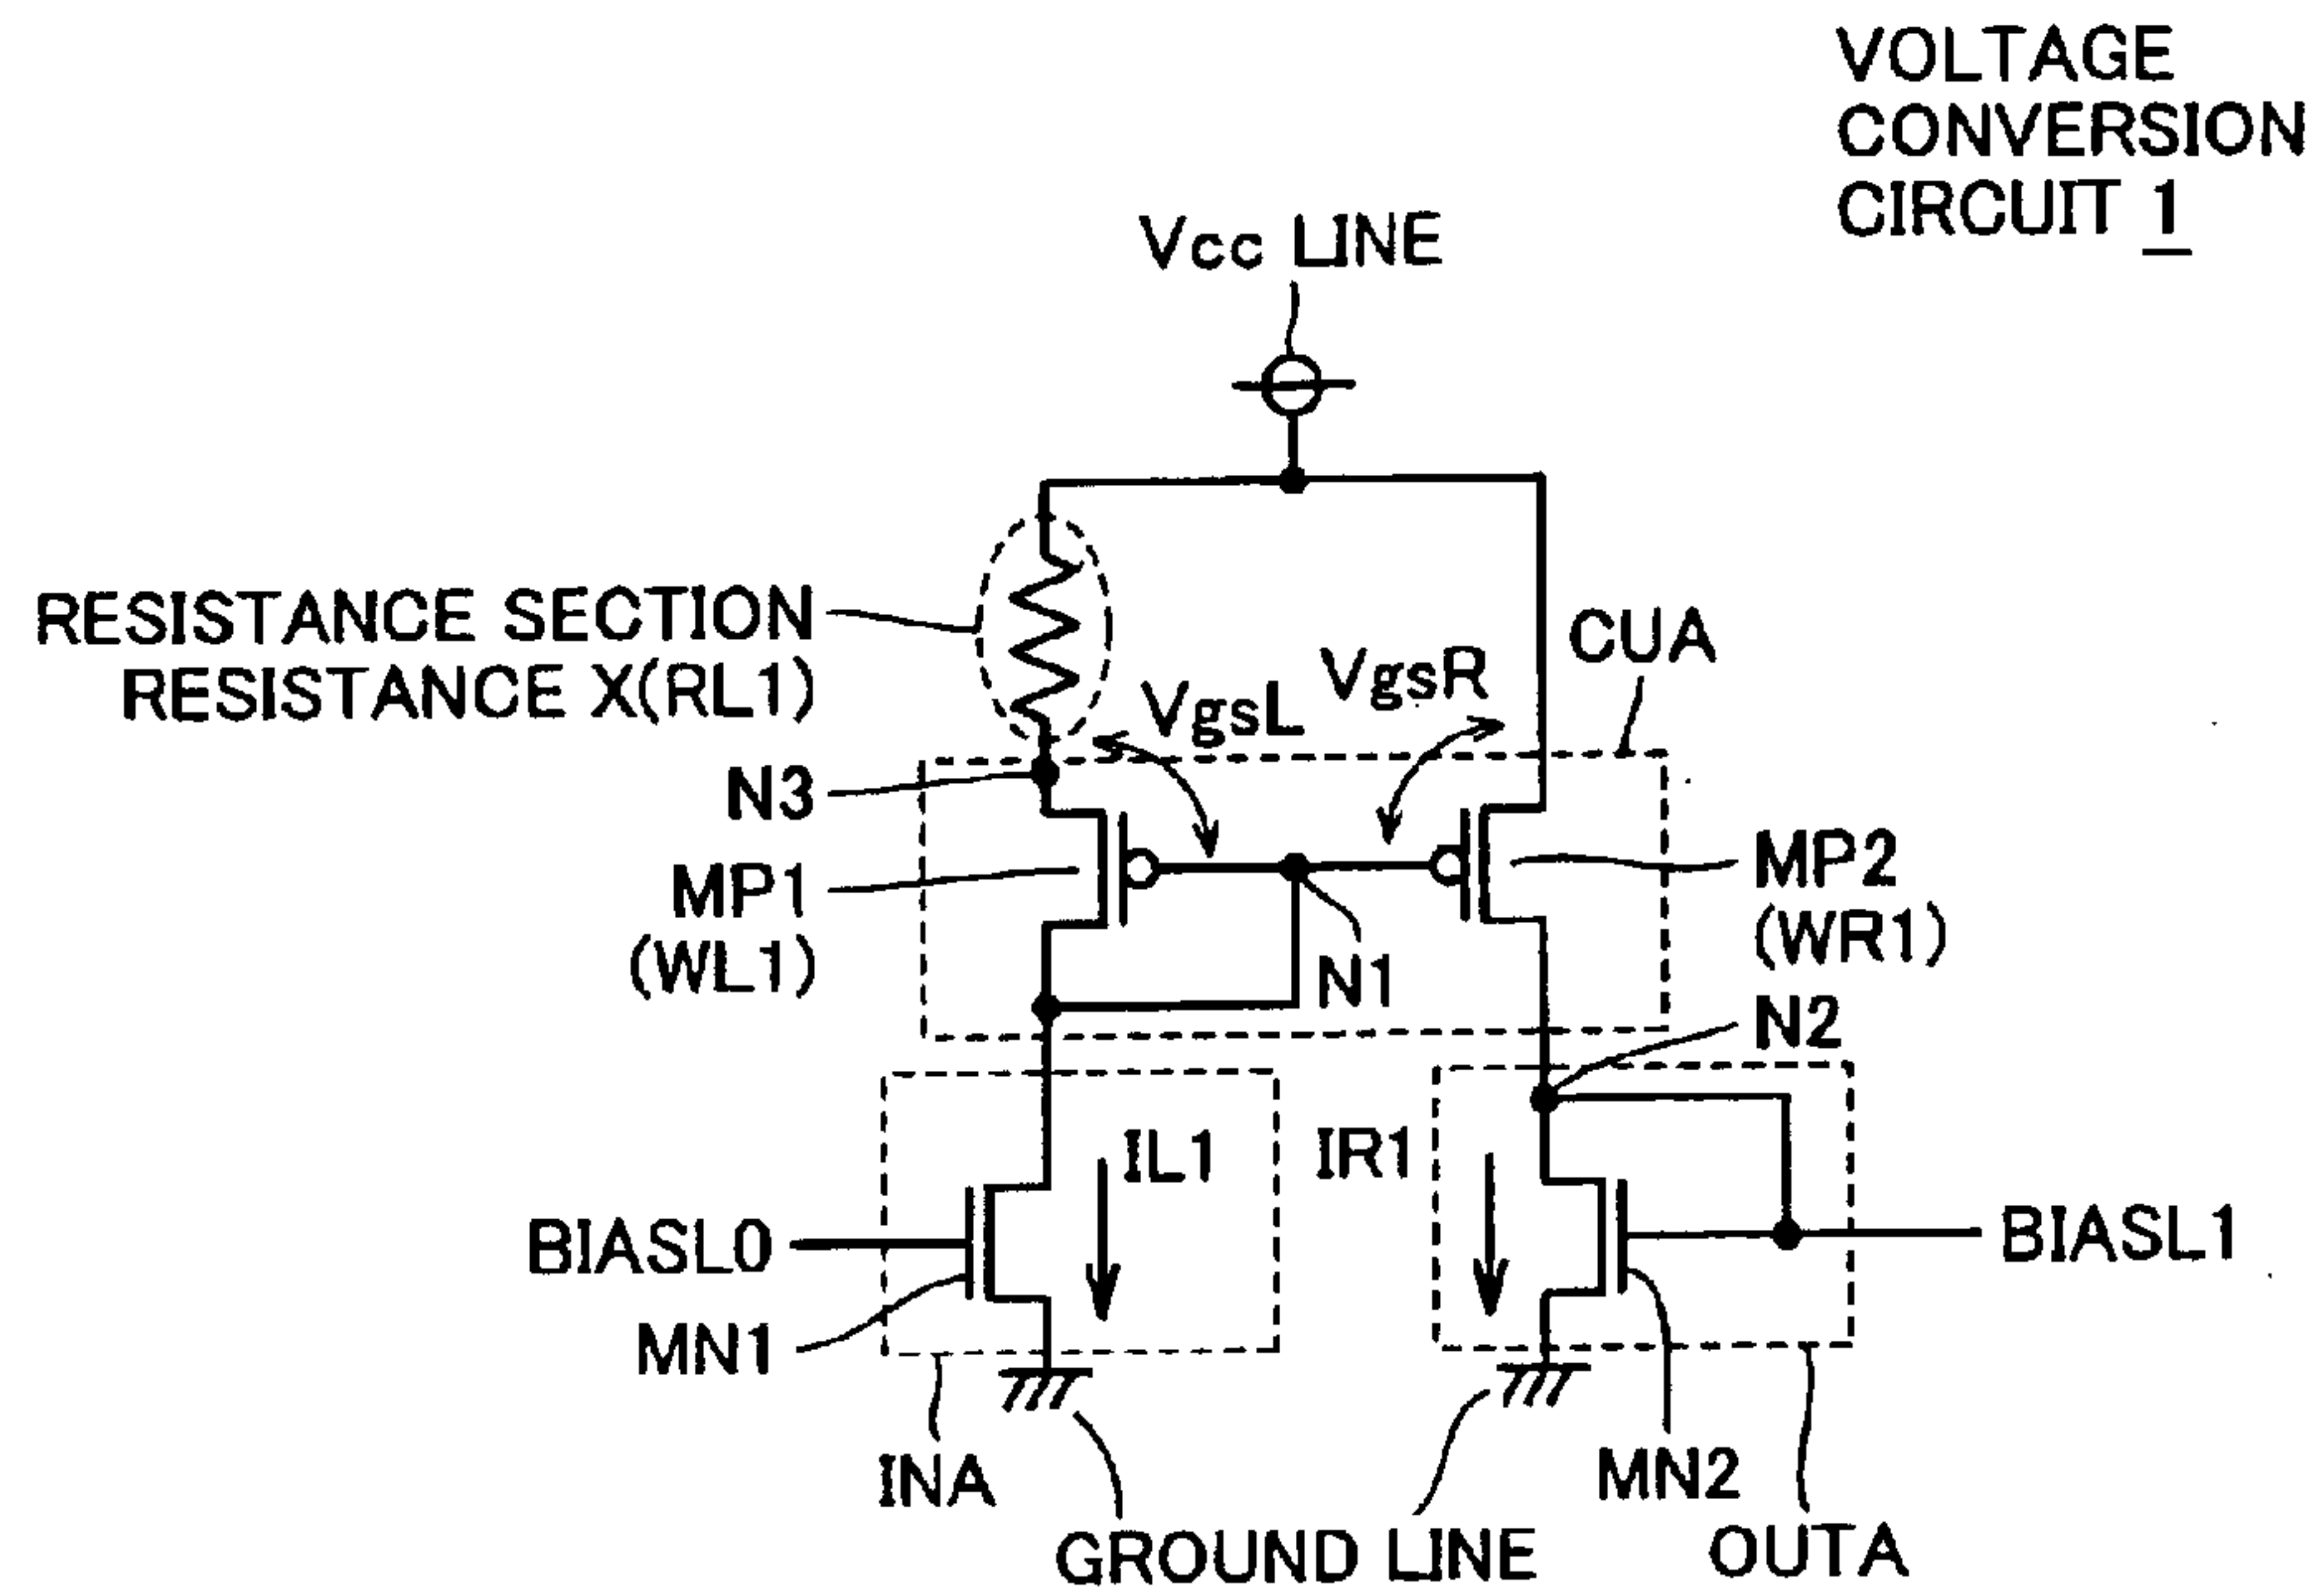 VOLTAGE
CONVERSION
CIRCUIT 1
Vcc LINE
RESISTANCE SECTION
RESISTANCE X(RL1)
CUA
VgsL
VgsR
N3
MP1
(WL1)
MP2
(WR1)
N1
N2
IL1
IR1
BIASL0
BIASL1
MN1
INA
MN2
GROUND LINE
OUTA